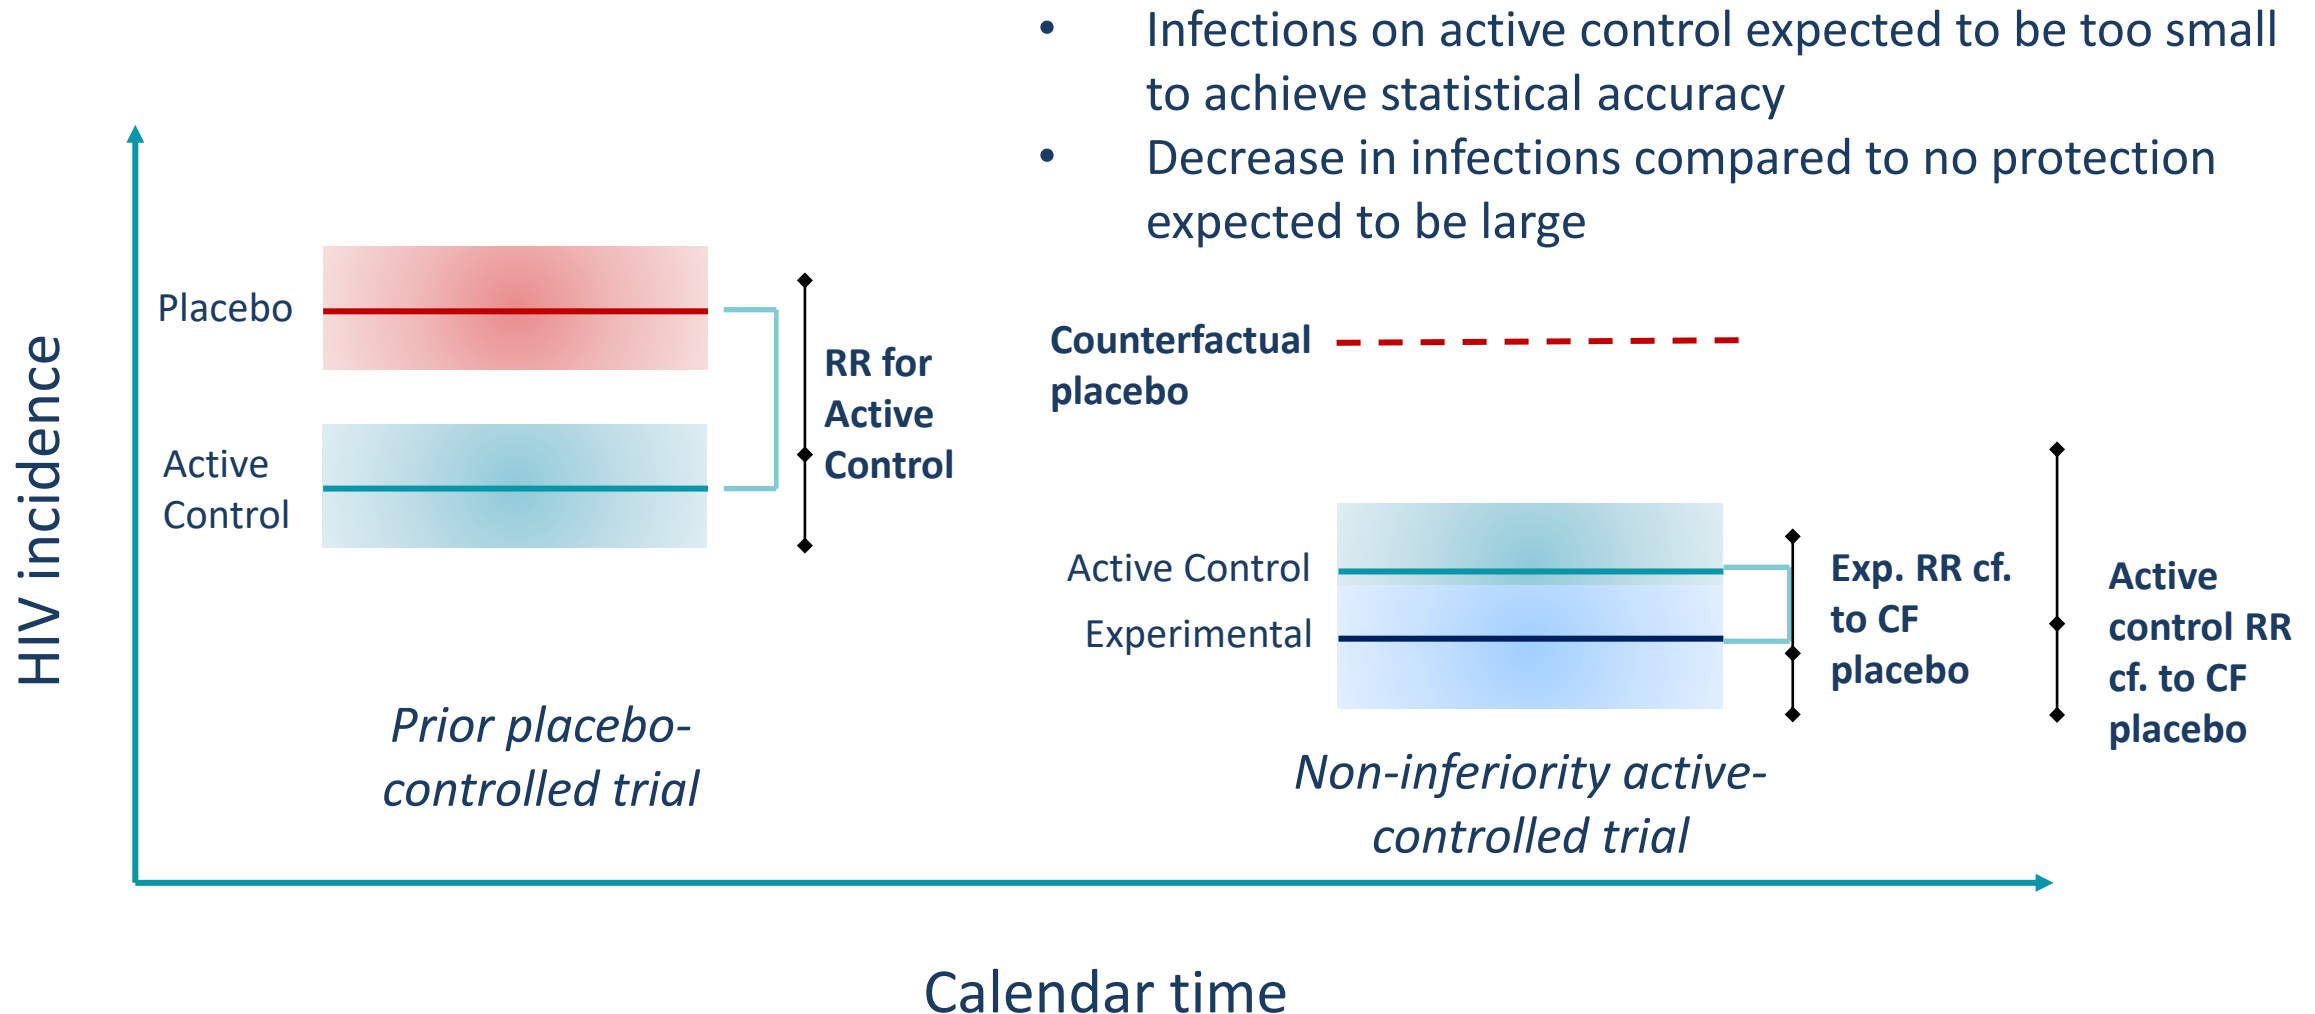 • Infections on active control expected to be too small
to achieve statistical accuracy
• Decrease in infections compared to no protection
expected to be large
HIV incidence
Placebo
Active
Control
RR for
Active
Control
Prior placebo-
controlled trial
Counterfactual
placebo
Active Control
Experimental
Exp. RR cf.
to CF
placebo
Active
control RR
cf. to CF
placebo
Non-inferiority active-
controlled trial
Calendar time